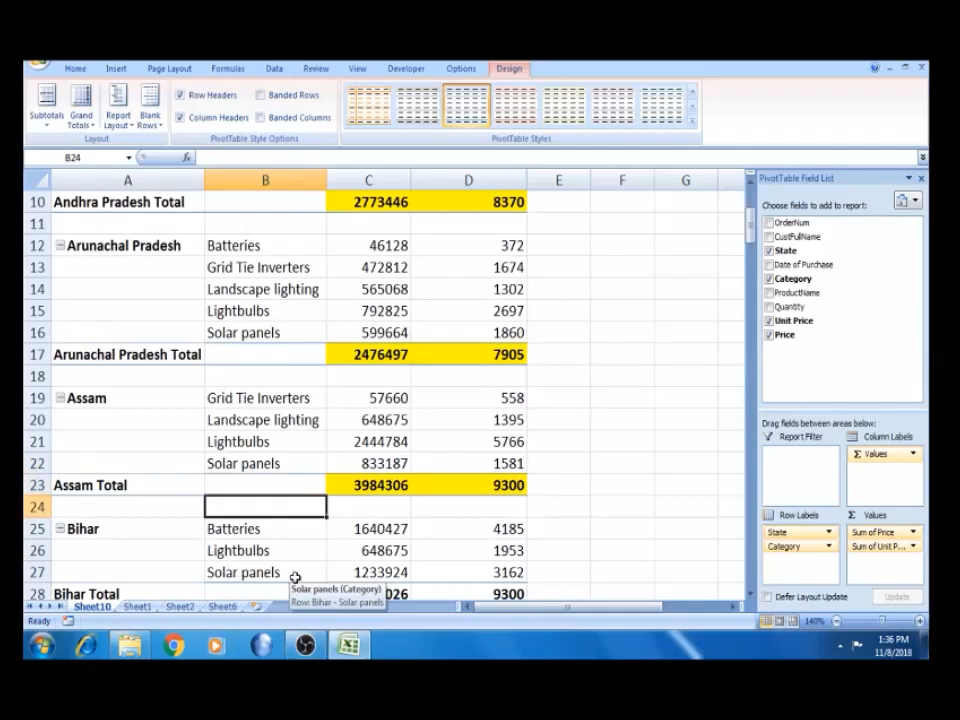 Home Insert Page Layout Formulas Data Review View Developer Options Design
Subtotals Grand Totals Report Layout Blank Rows
Row Headers Banded Rows
Column Headers Banded Columns
Layout PivotTable Style Options PivotTable Styles
B24 fx
A B C D E F G
10 Andhra Pradesh Total 2773446 8370
11
12 Arunachal Pradesh Batteries 46128 372
13 Grid Tie Inverters 472812 1674
14 Landscape lighting 565068 1302
15 Lightbulbs 792825 2697
16 Solar panels 599664 1860
17 Arunachal Pradesh Total 2476497 7905
18
19 Assam Grid Tie Inverters 57660 558
20 Landscape lighting 648675 1395
21 Lightbulbs 2444784 5766
22 Solar panels 833187 1581
23 Assam Total 3984306 9300
24
25 Bihar Batteries 1640427 4185
26 Lightbulbs 648675 1953
27 Solar panels 1233924 3162
28 Bihar Total 026 9300
Solar panels (Category)
Row: Bihar - Solar panels
Sheet10 Sheet1 Sheet2 Sheet6
Ready
PivotTable Field List
Choose fields to add to report:
OrderNum
CustFullName
State
Date of Purchase
Category
ProductName
Quantity
Unit Price
Price
Drag fields between areas below:
Report Filter Column Labels
Σ Values
Row Labels Σ Values
State Sum of Price
Category Sum of Unit P...
Defer Layout Update Update
140%
1:36 PM
11/8/2018